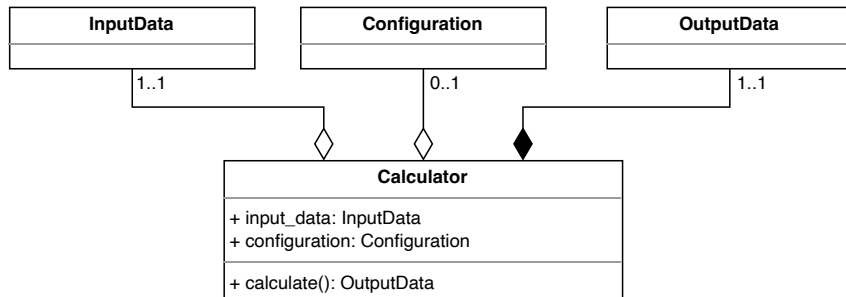 InputData
Configuration
OutputData
1..1
0..1
1..1
Calculator
+ input_data: InputData
+ configuration: Configuration
+ calculate(): OutputData